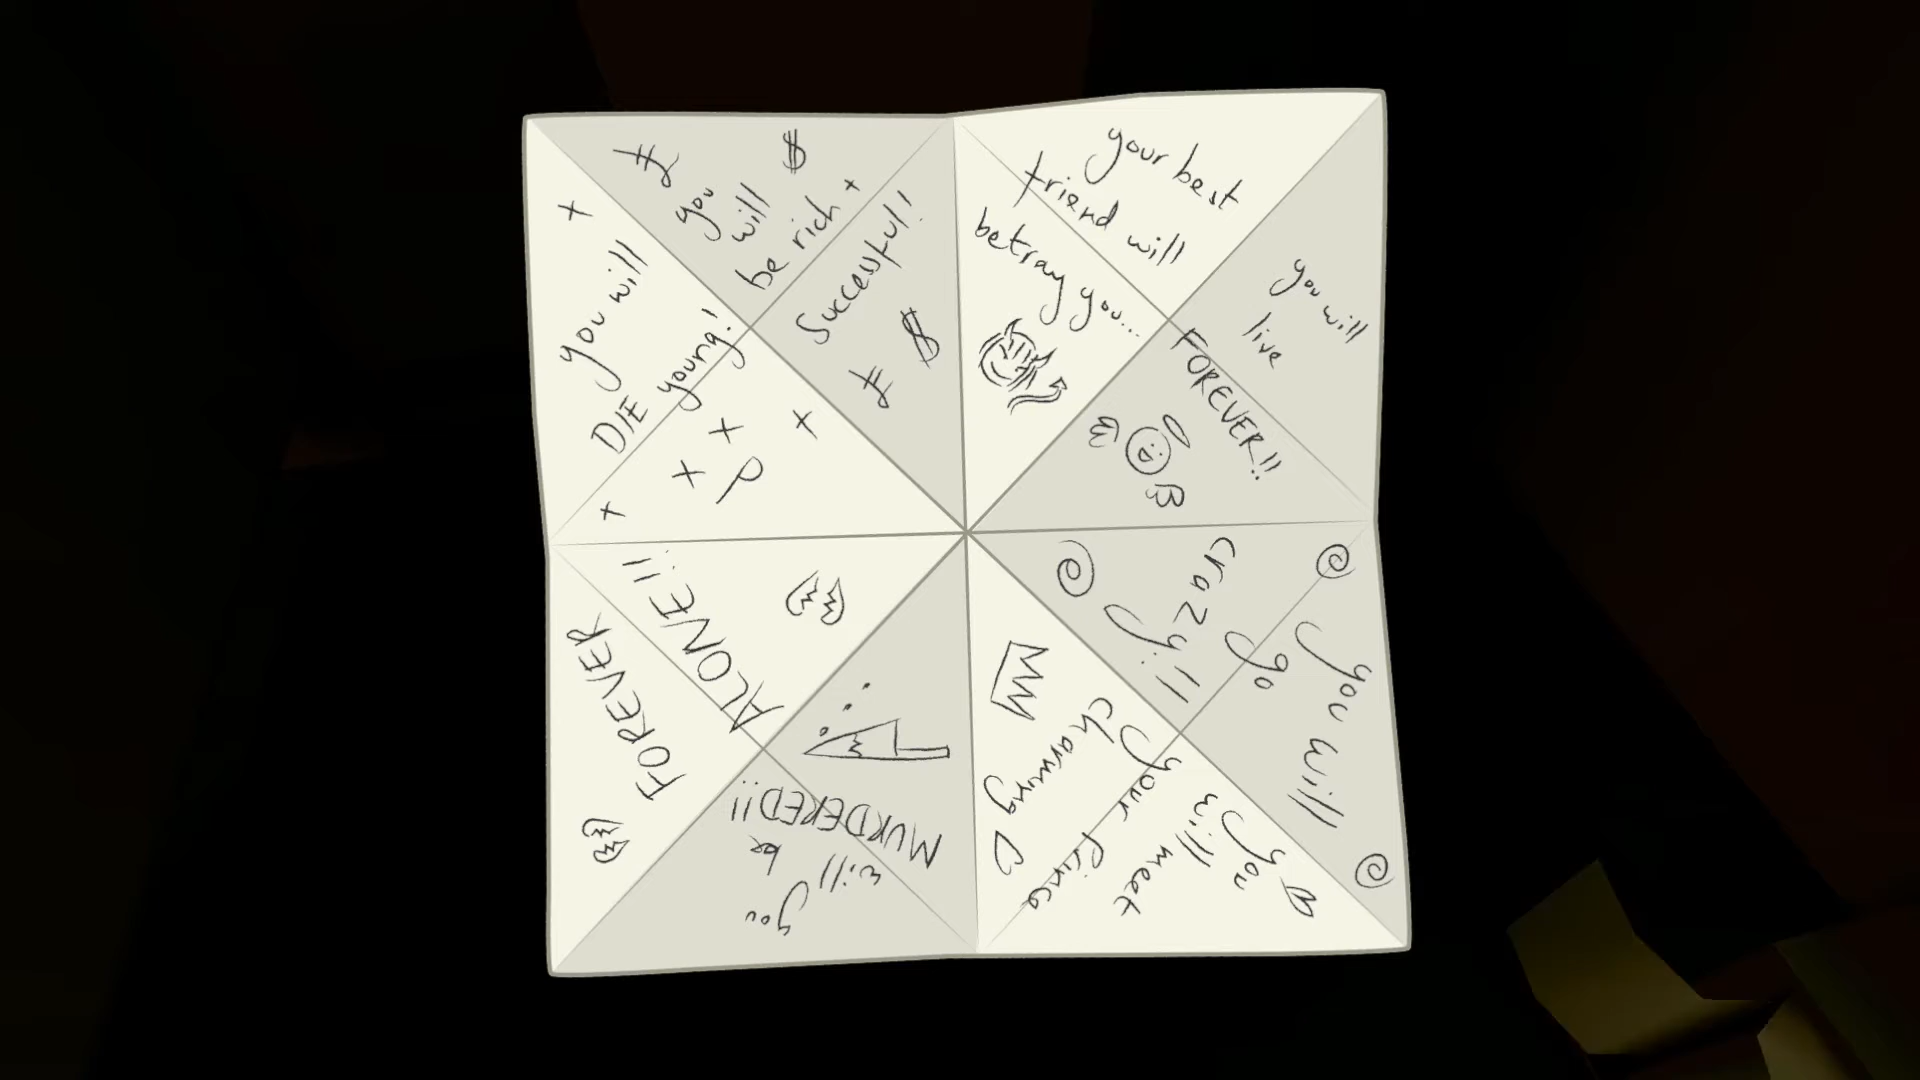 you
will
be rich
successful!
your best
friend will
betray you...
you will
live
FOREVER!!
you will
go
crazy!!
you
will meet
your prince
charming
you
will
be
MURDERED!!
FOREVER
ALONE!!!
you will
DIE young!